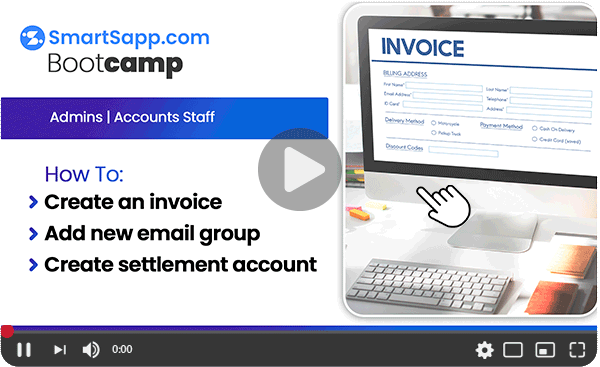 SmartSapp.com
Bootcamp
Admins | Accounts Staff
How To:
Create an invoice
Add new email group
Create settlement account
INVOICE
BILLING ADDRESS
First Name*
Last Name*
Email Address*
Telephone*
ID Card*
Address*
Delivery Method
Motorcycle
Payment Method
Cash On Delivery
Pickup Truck
Credit Card (saved)
Discount Codes
0:00